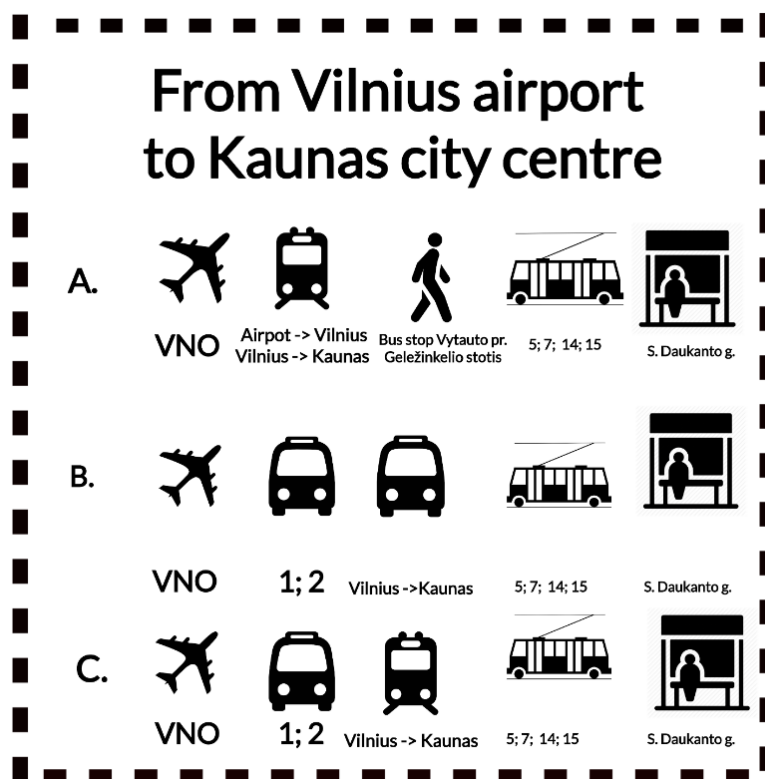 From Vilnius airport
to Kaunas city centre
A.
VNO
Airpot -> Vilnius
Vilnius -> Kaunas
Bus stop Vytauto pr.
Geležinkelio stotis
5; 7; 14; 15
S. Daukanto g.
B.
VNO
1; 2
Vilnius ->Kaunas
5; 7; 14; 15
S. Daukanto g.
C.
VNO
1; 2
Vilnius -> Kaunas
5; 7; 14; 15
S. Daukanto g.